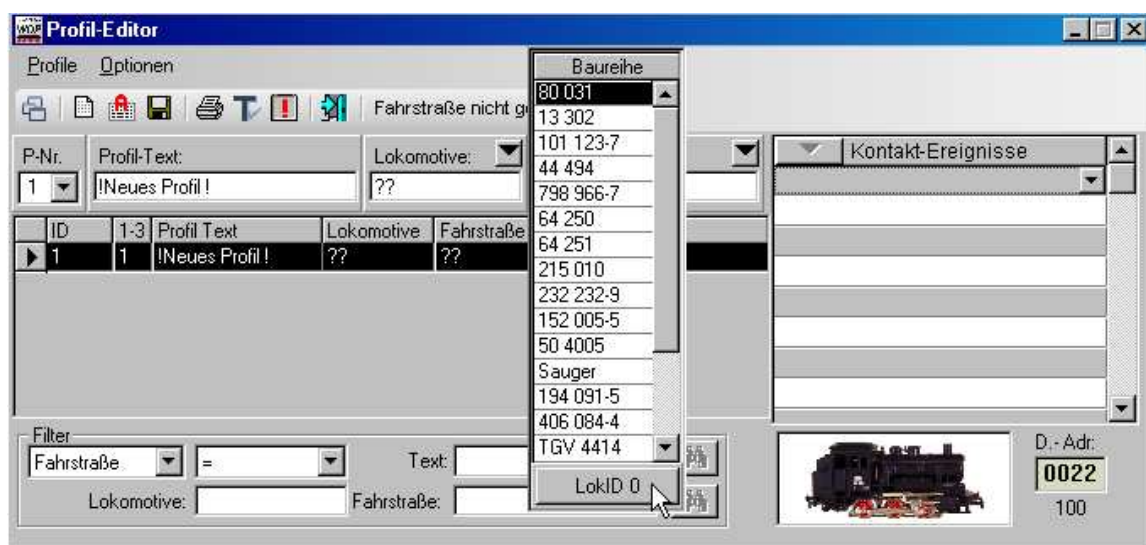 WDP Profil-Editor
Profile Optionen
Fahrstraße nicht g
P-Nr. Profil-Text: Lokomotive:
1 !Neues Profil ! ??
ID 1-3 Profil Text Lokomotive Fahrstraße
1 1 !Neues Profil ! ?? ??
Baureihe
80 031
13 302
101 123-7
44 494
798 966-7
64 250
64 251
215 010
232 232-9
152 005-5
50 4005
Sauger
194 091-5
406 084-4
TGV 4414
LokID 0
Kontakt-Ereignisse
Filter
Fahrstraße = Text:
Lokomotive: Fahrstraße:
D.- Adr:
0022
100